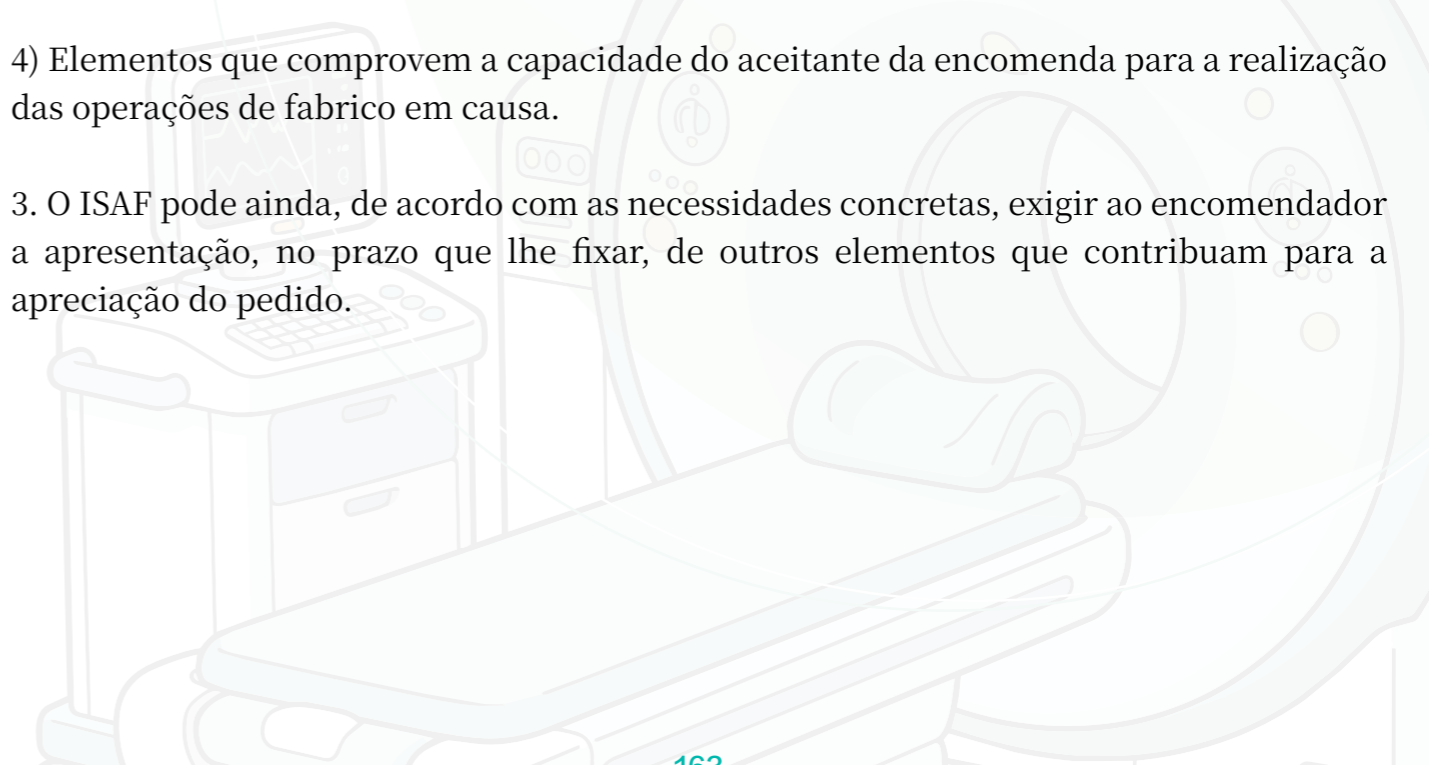 4) Elementos que comprovem a capacidade do aceitante da encomenda para a realização
das operações de fabrico em causa.
3. O ISAF pode ainda, de acordo com as necessidades concretas, exigir ao encomendador
a apresentação, no prazo que lhe fixar, de outros elementos que contribuam para a
apreciação do pedido.